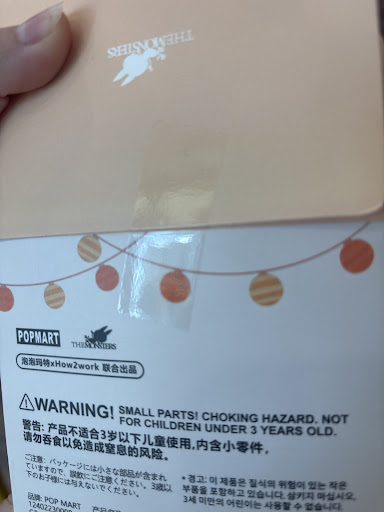 THEMONSTERS
POPMART
THEMONSTERS
泡泡玛特xHow2work 联合出品
WARNING! SMALL PARTS! CHOKING HAZARD. NOT
FOR CHILDREN UNDER 3 YEARS OLD.
警告: 产品不适合3岁以下儿童使用,内含小零件,
请勿吞食以免造成窒息的风险。
ご注意: パッケージには小さな部品が含まれ
ていますので、誤飲にご注意ください。3歳以
下のお子様には与えないでください。
• 경고: 이 제품은 질식의 위험이 있는 작은
부품을 포함하고 있습니다. 삼키지 마십시오.
3세 미만의 어린이는 사용할 수 없습니다.
品牌: POP MART